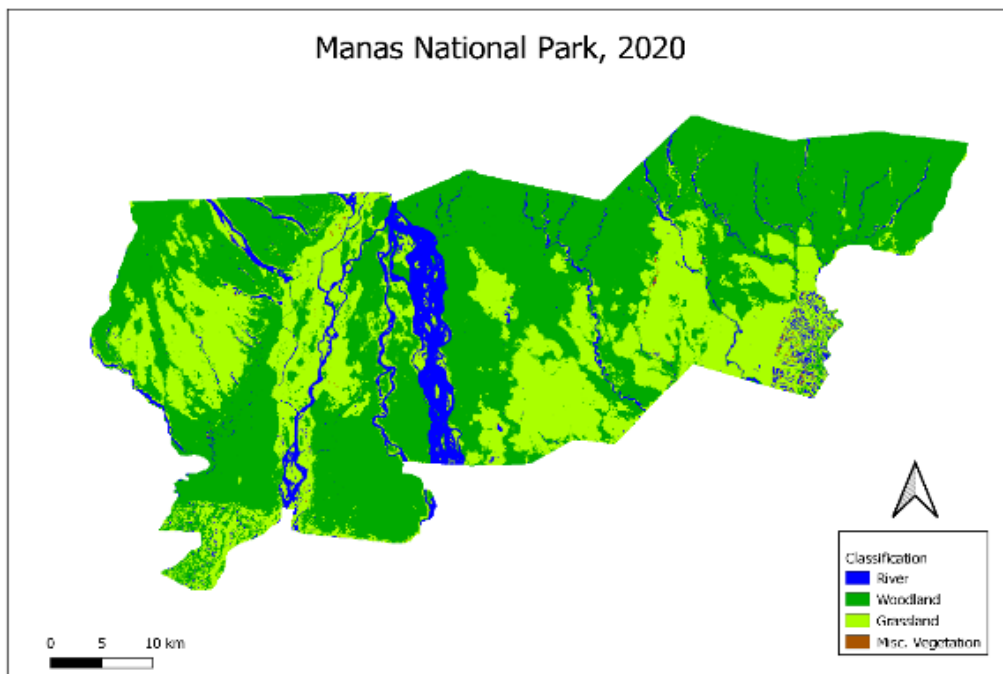 Manas National Park, 2020
Classification
River
Woodland
Grassland
Misc. Vegetation
0 5 10 km